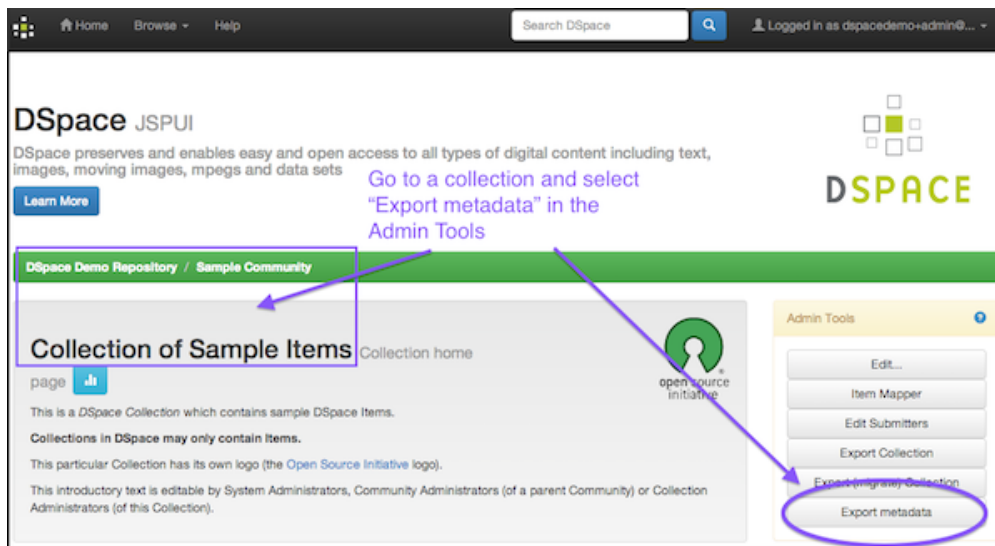 Home Browse Help Search DSpace Logged in as dspacedemo+admin@...
DSpace JSPUI
DSpace preserves and enables easy and open access to all types of digital content including text,
images, moving images, mpegs and data sets
Learn More
Go to a collection and select
“Export metadata” in the
Admin Tools
DSPACE
DSpace Demo Repository / Sample Community
Collection of Sample Items Collection home
page
open source
initiative
This is a DSpace Collection which contains sample DSpace Items.
Collections in DSpace may only contain Items.
This particular Collection has its own logo (the Open Source Initiative logo).
This introductory text is editable by System Administrators, Community Administrators (of a parent Community) or Collection
Administrators (of this Collection).
Admin Tools
Edit...
Item Mapper
Edit Submitters
Export Collection
Export (migrate) Collection
Export metadata